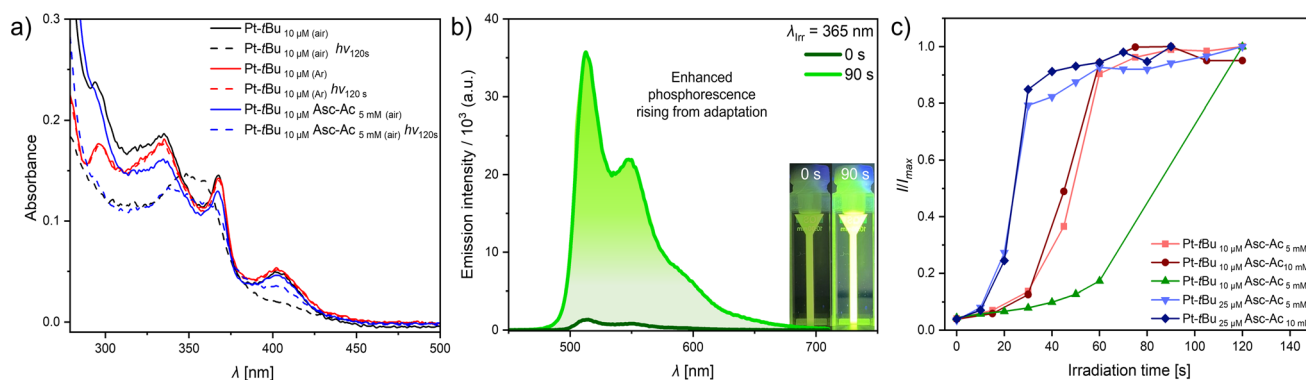 a)
Absorbance
0.3
0.2
0.1
0.0
300
350
400
450
500
λ [nm]
Pt-tBu 10 µM (air)
Pt-tBu 10 µM (air) hv120s
Pt-tBu 10 µM (Ar)
Pt-tBu 10 µM (Ar) hv120 s
Pt-tBu 10 µM Asc-Ac 5 mM (air)
Pt-tBu 10 µM Asc-Ac 5 mM (air) hv120s
b)
Emission intensity / 10³ (a.u.)
40
30
20
10
0
500
600
700
λ [nm]
λIrr = 365 nm
0 s
90 s
Enhanced
phosphorescence
rising from adaptation
0 s
90 s
c)
I/Imax
1.0
0.8
0.6
0.4
0.2
0.0
0
20
40
60
80
100
120
Irradiation time [s]
Pt-tBu 10 µM Asc-Ac 5 mM
Pt-tBu 10 µM Asc-Ac 10 mM
Pt-tBu 10 µM Asc-Ac 5 mM
Pt-tBu 25 µM Asc-Ac 5 mM
Pt-tBu 25 µM Asc-Ac 10 mM